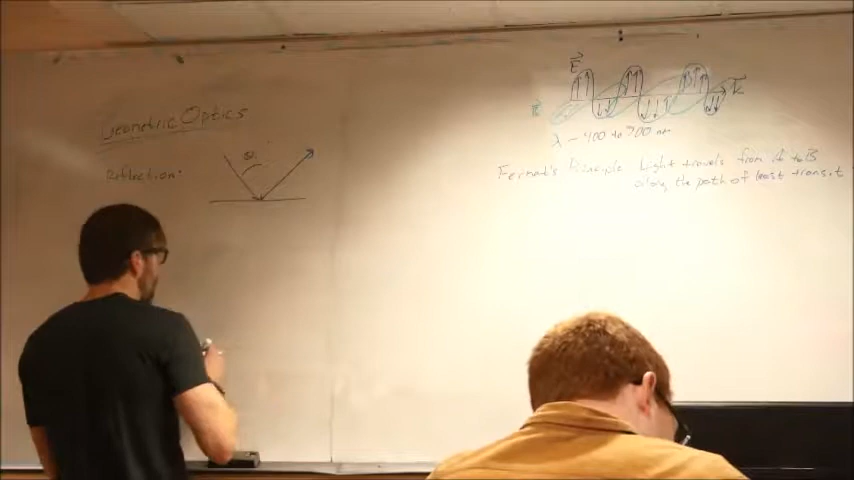 Geometric Optics
Reflection:
E
λ ~ 400 to 700 nm
Fermat's Principle Light travels from A to B
along the path of least transit